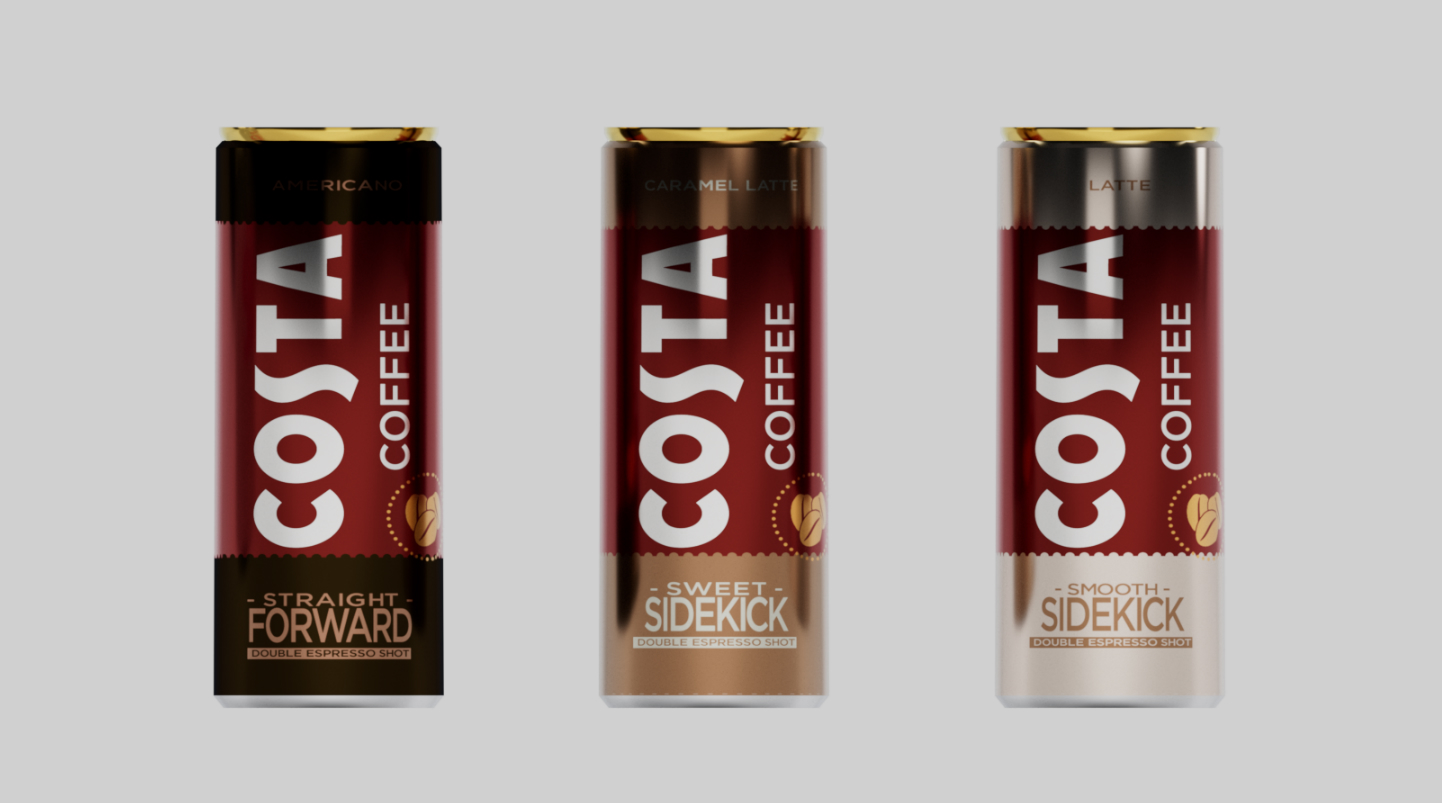 AMERICANO
COSTA
COFFEE
- STRAIGHT -
FORWARD
DOUBLE ESPRESSO SHOT
CARAMEL LATTE
COSTA
COFFEE
- SWEET -
SIDEKICK
DOUBLE ESPRESSO SHOT
LATTE
COSTA
COFFEE
- SMOOTH -
SIDEKICK
DOUBLE ESPRESSO SHOT